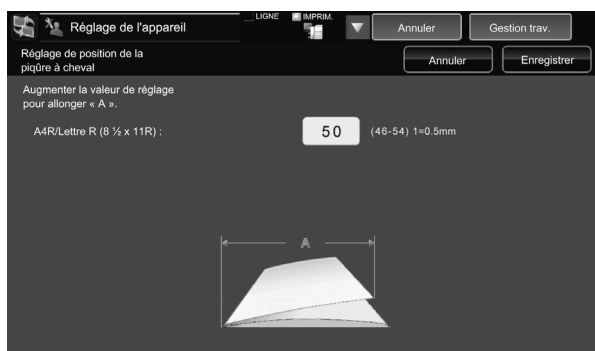 Réglage de l'appareil
LIGNE
IMPRIM.
Annuler
Gestion trav.
Réglage de position de la
piqûre à cheval
Annuler
Enregistrer
Augmenter la valeur de réglage
pour allonger « A ».
A4R/Lettre R (8 ½ x 11R) :
50
(46-54) 1=0.5mm
A